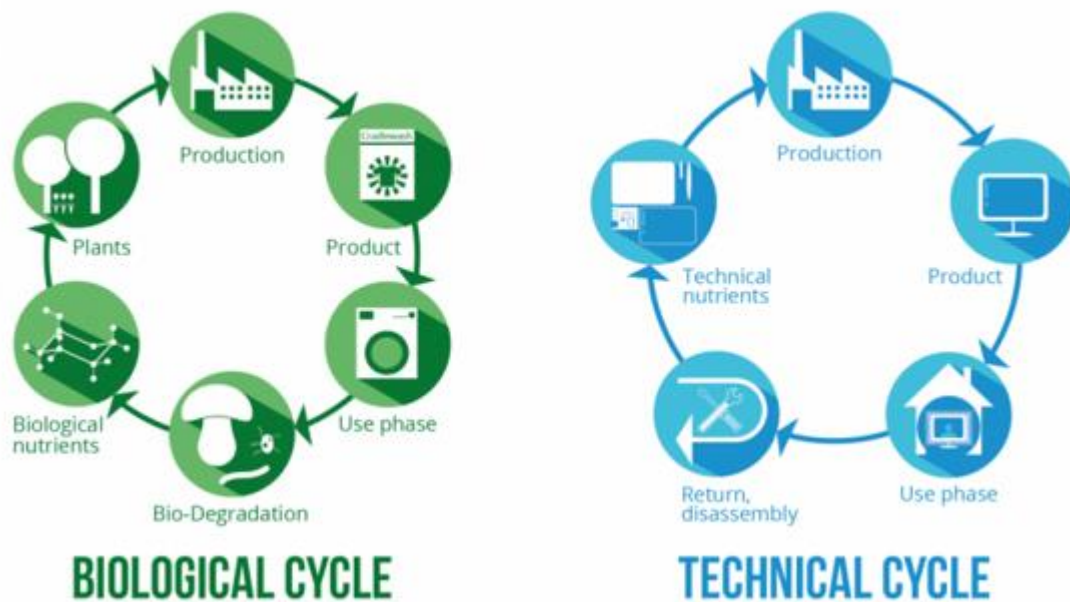 Production
Product
Use phase
Bio-Degradation
Biological
nutrients
Plants
BIOLOGICAL CYCLE
Production
Product
Use phase
Return,
disassembly
Technical
nutrients
TECHNICAL CYCLE